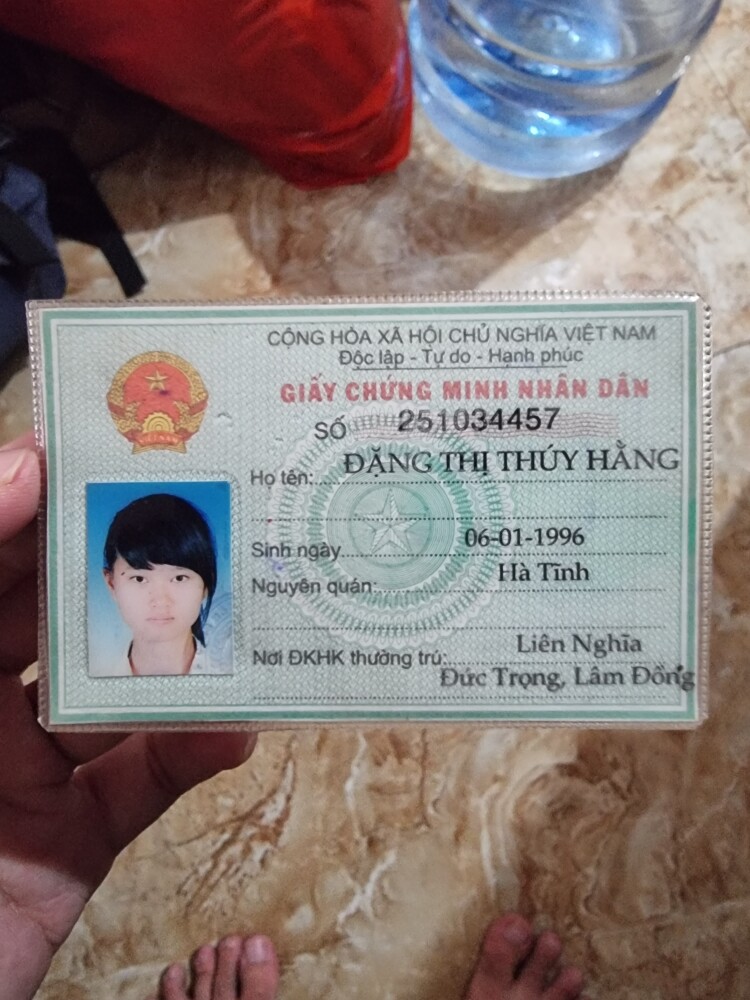 CỘNG HÒA XÃ HỘI CHỦ NGHĨA VIỆT NAM
Độc lập - Tự do - Hạnh phúc
GIẤY CHỨNG MINH NHÂN DÂN
SỐ 251034457
Họ tên: ĐẶNG THỊ THÚY HẰNG
Sinh ngày 06-01-1996
Nguyên quán: Hà Tĩnh
Nơi ĐKHK thường trú: Liên Nghĩa
Đức Trọng, Lâm Đồng
VIỆT NAM